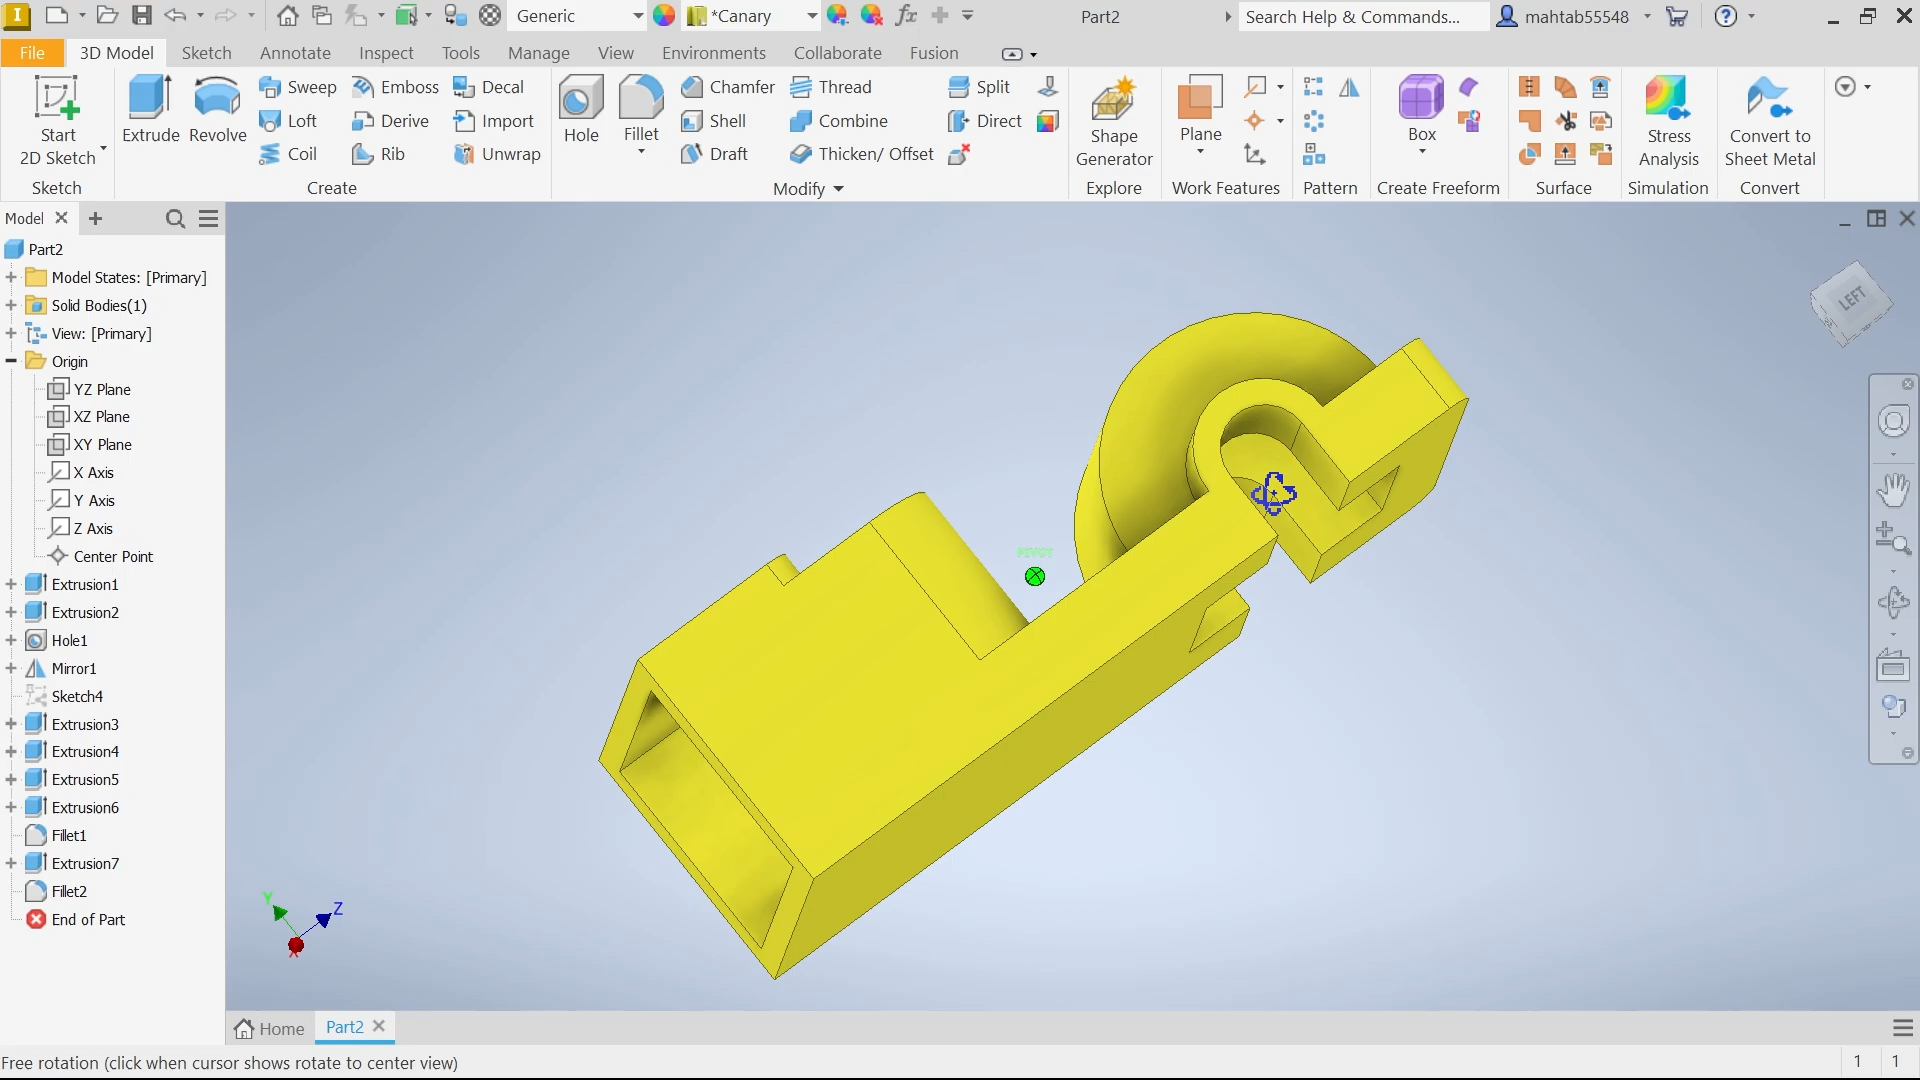 Generic
*Canary
Part2
Search Help & Commands...
mahtab55548
File
3D Model
Sketch
Annotate
Inspect
Tools
Manage
View
Environments
Collaborate
Fusion
Start
2D Sketch
Sketch
Extrude
Revolve
Sweep
Loft
Coil
Emboss
Derive
Rib
Decal
Import
Unwrap
Create
Hole
Fillet
Chamfer
Shell
Draft
Thread
Combine
Thicken/ Offset
Split
Direct
Modify
Shape
Generator
Explore
Plane
Work Features
Pattern
Box
Create Freeform
Surface
Stress
Analysis
Simulation
Convert to
Sheet Metal
Convert
Model
Part2
Model States: [Primary]
Solid Bodies(1)
View: [Primary]
Origin
YZ Plane
XZ Plane
XY Plane
X Axis
Y Axis
Z Axis
Center Point
Extrusion1
Extrusion2
Hole1
Mirror1
Sketch4
Extrusion3
Extrusion4
Extrusion5
Extrusion6
Fillet1
Extrusion7
Fillet2
End of Part
LEFT
PIVOT
Y
Z
X
Home
Part2
Free rotation (click when cursor shows rotate to center view)
1
1